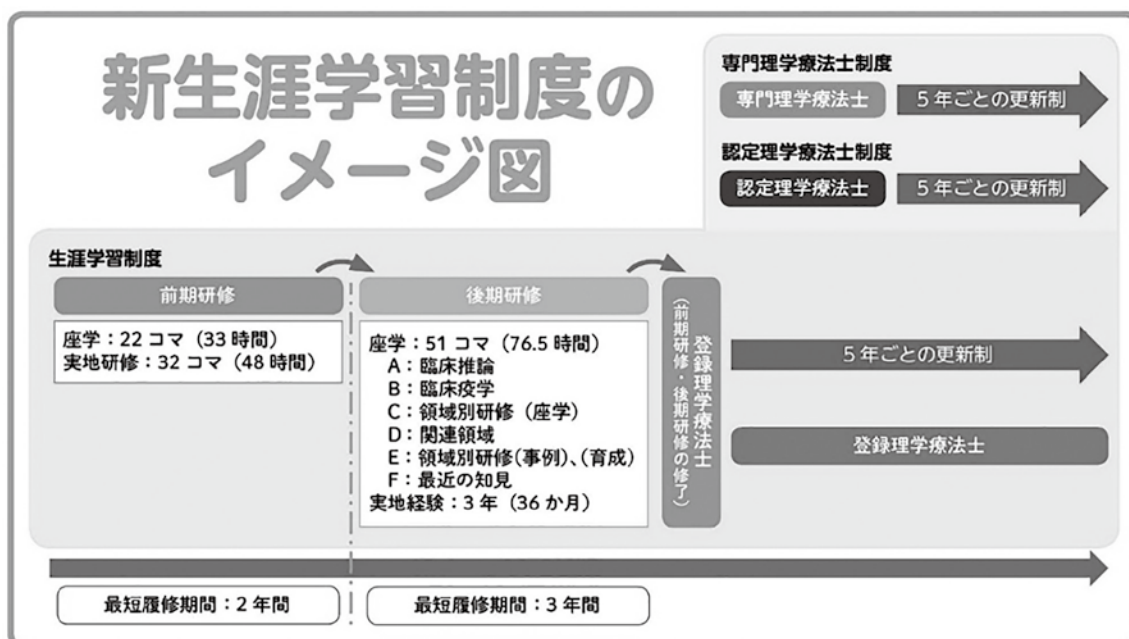 新生涯学習制度の
イメージ図
専門理学療法士制度
専門理学療法士
5年ごとの更新制
認定理学療法士制度
認定理学療法士
5年ごとの更新制
生涯学習制度
前期研修
座学：22コマ（33時間）
実地研修：32コマ（48時間）
後期研修
座学：51コマ（76.5時間）
A：臨床推論
B：臨床疫学
C：領域別研修（座学）
D：関連領域
E：領域別研修（事例）、（育成）
F：最近の知見
実地経験：3年（36か月）
登録理学療法士
（前期研修・後期研修の修了）
5年ごとの更新制
登録理学療法士
最短履修期間：2年間
最短履修期間：3年間